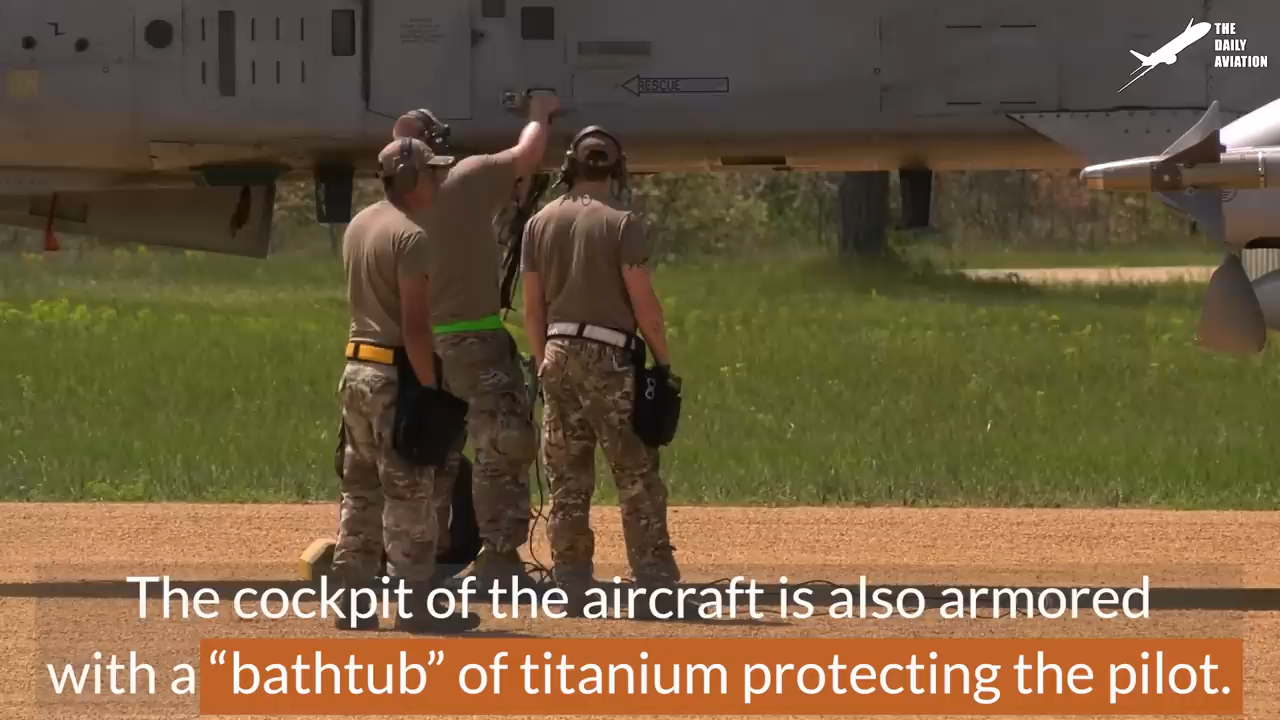 THE
DAILY
AVIATION
RESCUE
The cockpit of the aircraft is also armored
with a “bathtub” of titanium protecting the pilot.